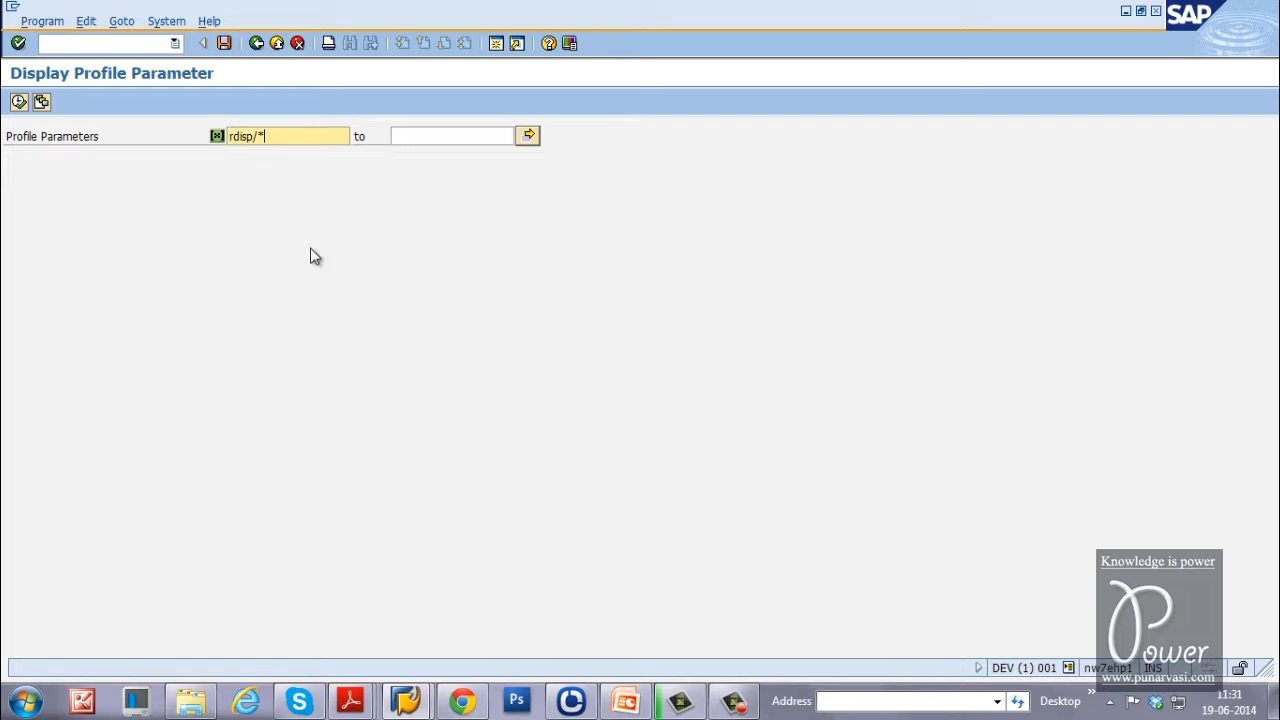 Program Edit Goto System Help
SAP
Display Profile Parameter
Profile Parameters rdisp/* to
Knowledge is power
Power
www.punarvasi.com
DEV (1) 001 nw7ehp1 INS
Address Desktop
11:31
19-06-2014